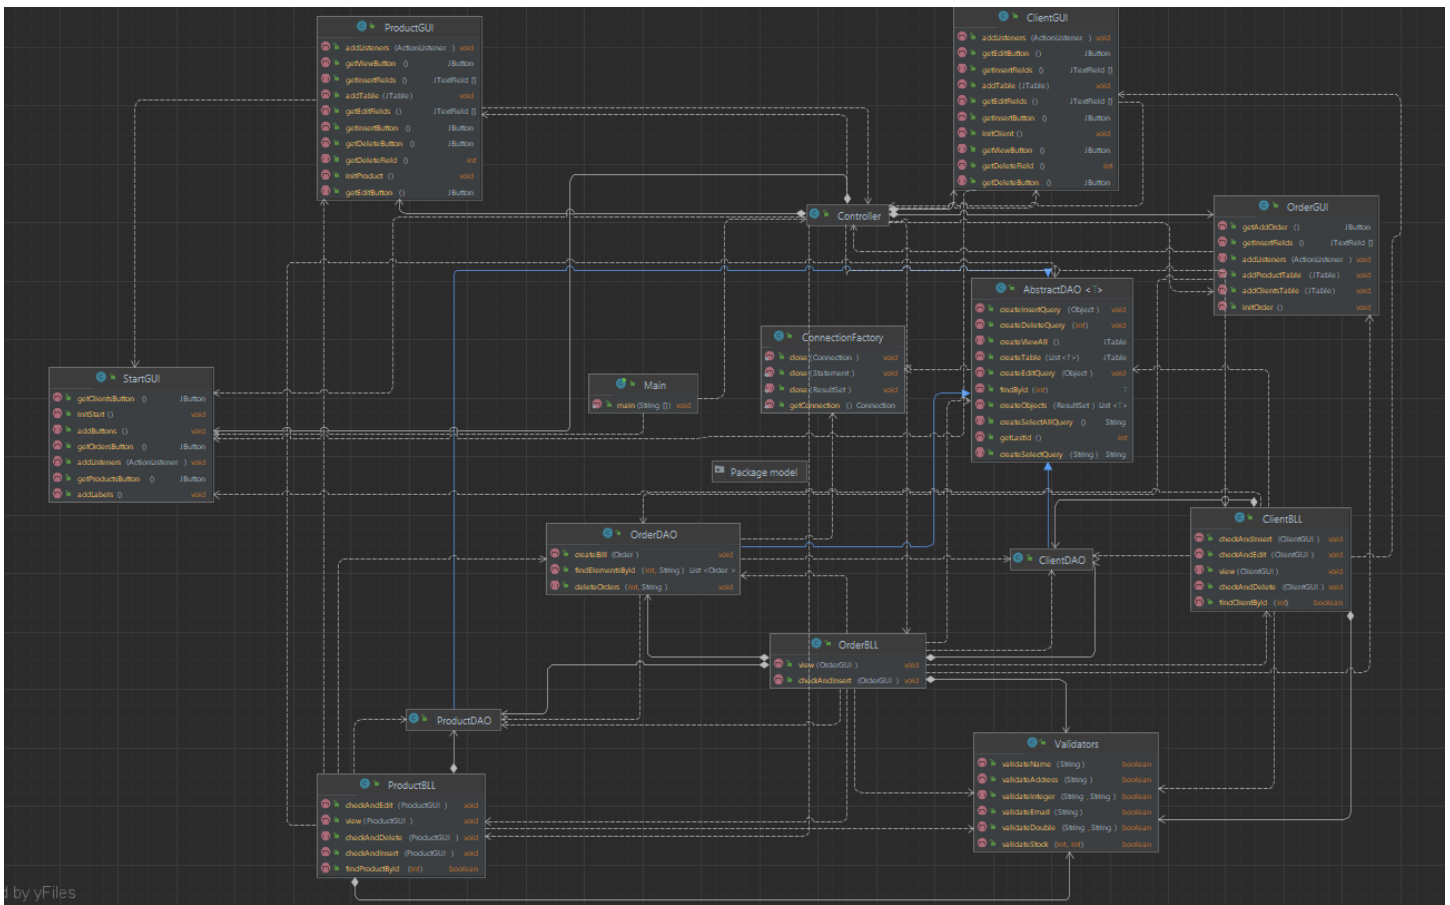 ProductGUI
addListeners (ActionListener ) void
getViewButton () JButton
getInsertFields () JTextField []
addTable (JTable) void
getEditFields () JTextField []
getInsertButton () JButton
getDeleteButton () JButton
getDeleteField () int
initProduct () void
getEditButton () JButton
ClientGUI
addListeners (ActionListener ) void
getEditButton () JButton
getInsertFields () JTextField []
addTable (JTable) void
getEditFields () JTextField []
getInsertButton () JButton
initClient () void
getViewButton () JButton
getDeleteField () int
getDeleteButton () JButton
Controller
OrderGUI
getAddOrder () JButton
getInsertFields () JTextField []
addListeners (ActionListener ) void
addProductTable (JTable) void
addClientsTable (JTable) void
initOrder () void
AbstractDAO <T>
createInsertQuery (Object ) void
createDeleteQuery (int) void
createViewAll () JTable
createTable (List <?>) JTable
createEditQuery (Object ) void
findById (int) T
createObjects (ResultSet ) List <T>
createSelectAllQuery () String
getLastId () int
createSelectQuery (String) String
ConnectionFactory
close (Connection ) void
close (Statement ) void
close (ResultSet ) void
getConnection () Connection
StartGUI
getClientsButton () JButton
initStart () void
addButtons () void
getOrdersButton () JButton
addListeners (ActionListener ) void
getProductsButton () JButton
addLabels () void
Main
main (String []) void
Package model
OrderDAO
createBill (Order ) void
findElementsById (int, String ) List <Order >
deleteOrders (int, String ) void
ClientDAO
ClientBLL
checkAndInsert (ClientGUI ) void
checkAndEdit (ClientGUI ) void
view (ClientGUI ) void
checkAndDelete (ClientGUI ) void
findClientById (int) boolean
OrderBLL
view (OrderGUI ) void
checkAndInsert (OrderGUI ) void
ProductDAO
Validators
validateName (String ) boolean
validateAddress (String ) boolean
validateInteger (String , String ) boolean
validateEmail (String ) boolean
validateDouble (String , String ) boolean
validateStock (int, int) boolean
ProductBLL
checkAndEdit (ProductGUI ) void
view (ProductGUI ) void
checkAndDelete (ProductGUI ) void
checkAndInsert (ProductGUI ) void
findProductById (int) boolean
d by yFiles